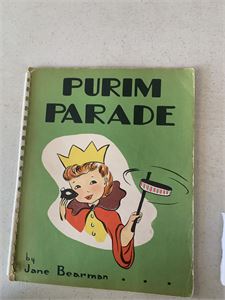 PURIM
PARADE
by
Jane Bearman . . .